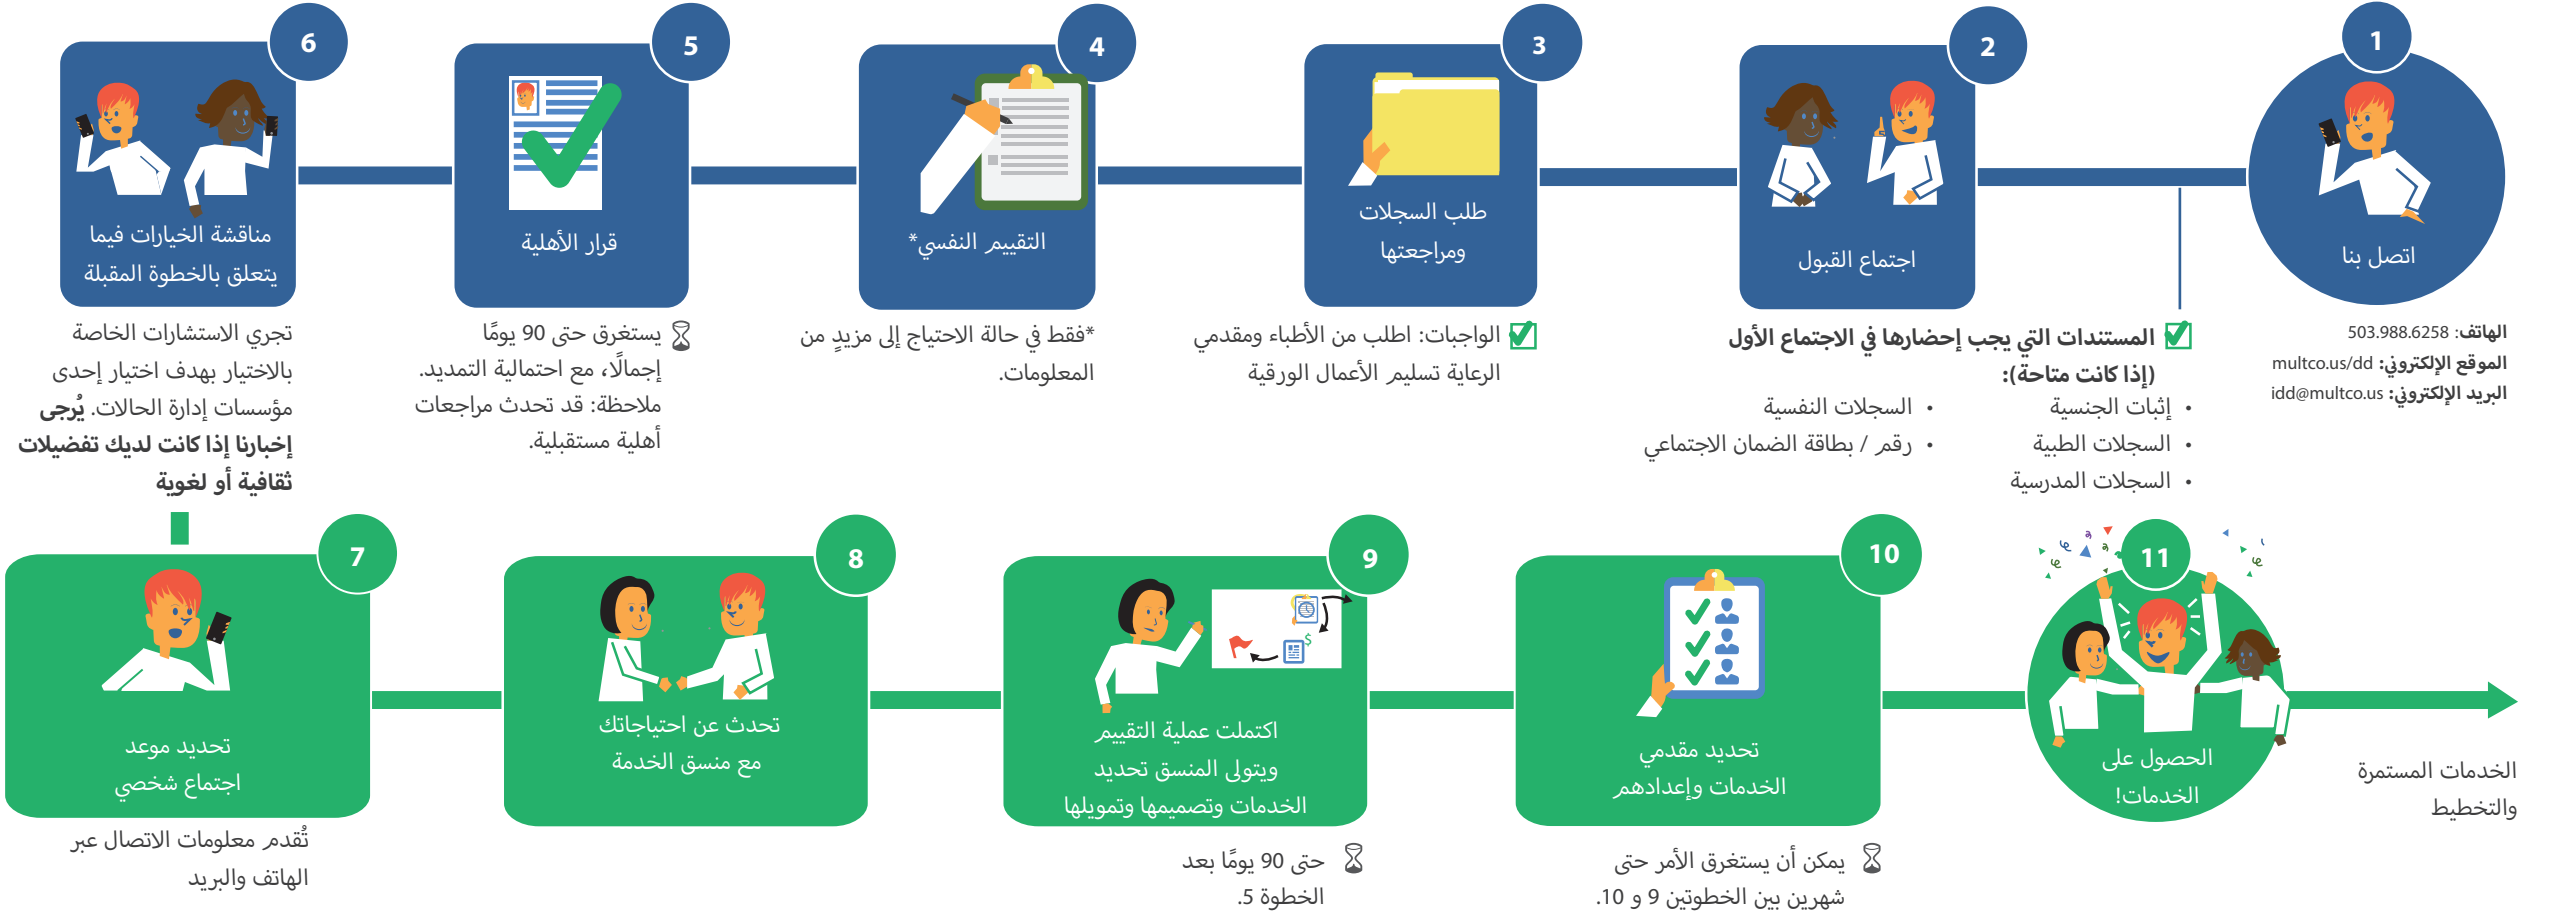 1
اتصل بنا
الهاتف: 503.988.6258
الموقع الإلكتروني: multco.us/dd
البريد الإلكتروني: idd@multco.us
2
اجتماع القبول
المستندات التي يجب إحضارها في الاجتماع الأول
(إذا كانت متاحة):
• إثبات الجنسية
• السجلات الطبية
• السجلات المدرسية
• السجلات النفسية
• رقم / بطاقة الضمان الاجتماعي
3
طلب السجلات
ومراجعتها
الواجبات: اطلب من الأطباء ومقدمي
الرعاية تسليم الأعمال الورقية
4
التقييم النفسي*
*فقط في حالة الاحتياج إلى مزيدٍ من
المعلومات.
5
قرار الأهلية
يستغرق حتى 90 يومًا
إجمالًا، مع احتمالية التمديد.
ملاحظة: قد تحدث مراجعات
أهلية مستقبلية.
6
مناقشة الخيارات فيما
يتعلق بالخطوة المقبلة
تجري الاستشارات الخاصة
بالاختيار بهدف اختيار إحدى
مؤسسات إدارة الحالات. يُرجى
إخبارنا إذا كانت لديك تفضيلات
ثقافية أو لغوية
7
تحديد موعد
اجتماع شخصي
تُقدم معلومات الاتصال عبر
الهاتف والبريد
8
تحدث عن احتياجاتك
مع منسق الخدمة
9
اكتملت عملية التقييم
ويتولى المنسق تحديد
الخدمات وتصميمها وتمويلها
$
حتى 90 يومًا بعد
الخطوة 5.
10
تحديد مقدمي
الخدمات وإعدادهم
يمكن أن يستغرق الأمر حتى
شهرين بين الخطوتين 9 و 10.
11
الحصول على
الخدمات!
الخدمات المستمرة
والتخطيط